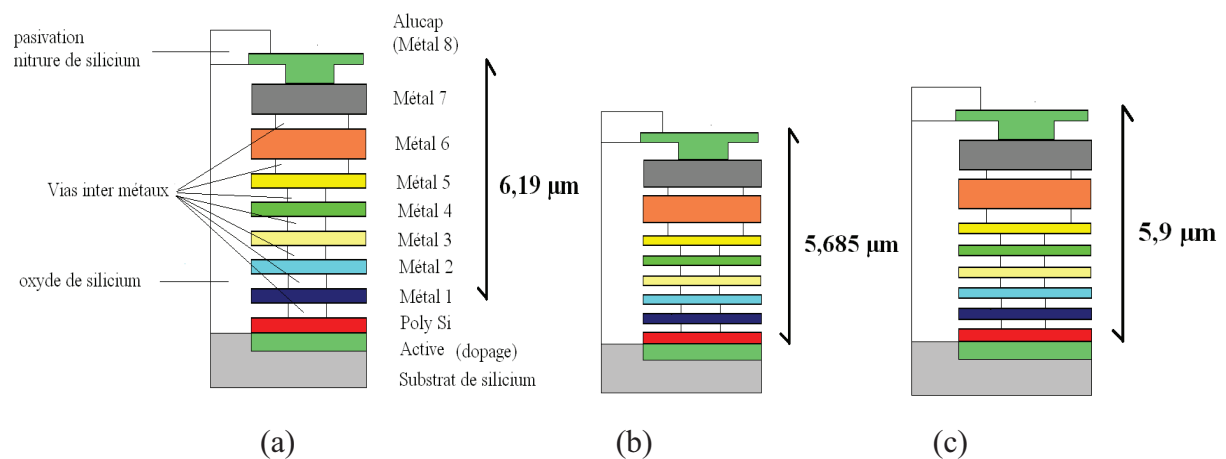 Alucap
(Métal 8)
pasivation
nitrure de silicium
Métal 7
Métal 6
Vias inter métaux
Métal 5
Métal 4
Métal 3
Métal 2
oxyde de silicium
Métal 1
Poly Si
Active (dopage)
Substrat de silicium
6,19 µm
5,685 µm
5,9 µm
(a)
(b)
(c)